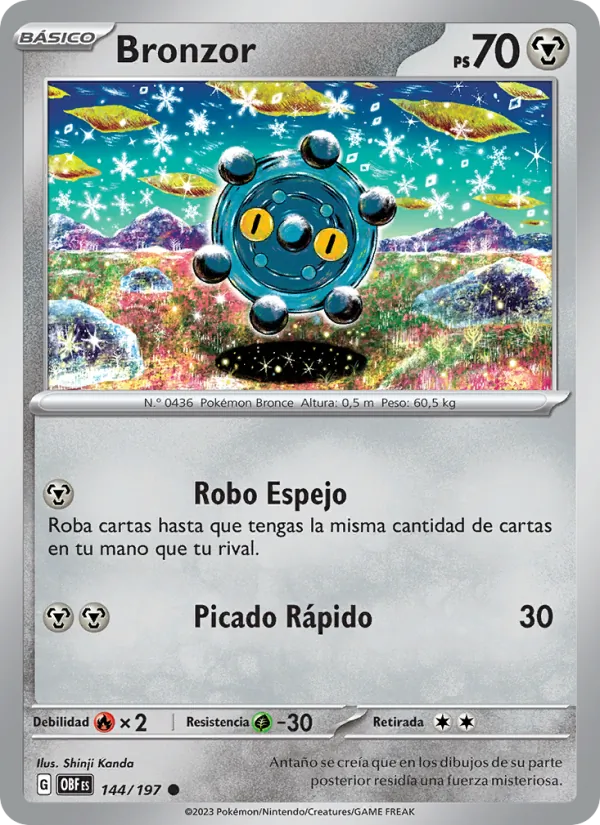 BÁSICO Bronzor PS 70
N.º 0436 Pokémon Bronce Altura: 0,5 m Peso: 60,5 kg
Robo Espejo
Roba cartas hasta que tengas la misma cantidad de cartas
en tu mano que tu rival.
Picado Rápido 30
Debilidad × 2 Resistencia -30 Retirada
Ilus. Shinji Kanda
Antaño se creía que en los dibujos de su parte
posterior residía una fuerza misteriosa.
G OBF ES 144/197
©2023 Pokémon/Nintendo/Creatures/GAME FREAK